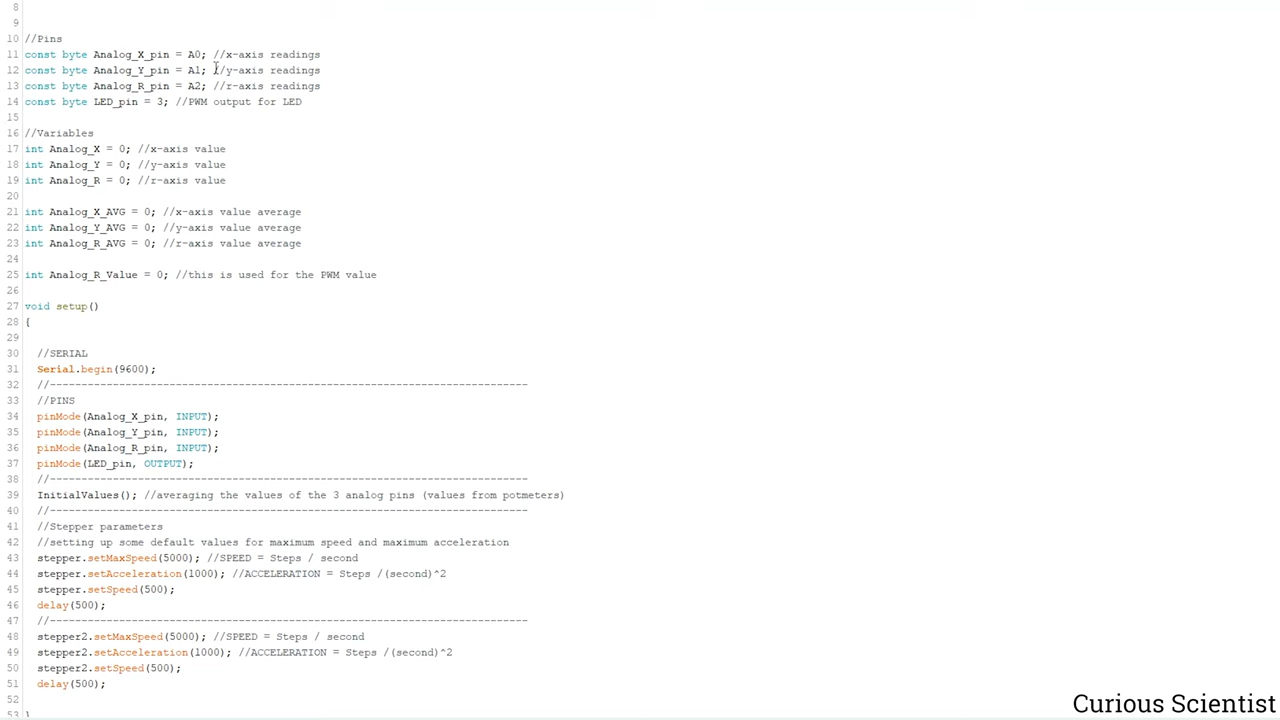 8
9
10 //Pins
11 const byte Analog_X_pin = A0; //x-axis readings
12 const byte Analog_Y_pin = A1; //y-axis readings
13 const byte Analog_R_pin = A2; //r-axis readings
14 const byte LED_pin = 3; //PWM output for LED
15
16 //Variables
17 int Analog_X = 0; //x-axis value
18 int Analog_Y = 0; //y-axis value
19 int Analog_R = 0; //r-axis value
20
21 int Analog_X_AVG = 0; //x-axis value average
22 int Analog_Y_AVG = 0; //y-axis value average
23 int Analog_R_AVG = 0; //r-axis value average
24
25 int Analog_R_Value = 0; //this is used for the PWM value
26
27 void setup()
28 {
29
30 //SERIAL
31 Serial.begin(9600);
32 //----------------------------------------------------------------------------
33 //PINS
34 pinMode(Analog_X_pin, INPUT);
35 pinMode(Analog_Y_pin, INPUT);
36 pinMode(Analog_R_pin, INPUT);
37 pinMode(LED_pin, OUTPUT);
38 //----------------------------------------------------------------------------
39 InitialValues(); //averaging the values of the 3 analog pins (values from potmeters)
40 //----------------------------------------------------------------------------
41 //Stepper parameters
42 //setting up some default values for maximum speed and maximum acceleration
43 stepper.setMaxSpeed(5000); //SPEED = Steps / second
44 stepper.setAcceleration(1000); //ACCELERATION = Steps /(second)^2
45 stepper.setSpeed(500);
46 delay(500);
47 //----------------------------------------------------------------------------
48 stepper2.setMaxSpeed(5000); //SPEED = Steps / second
49 stepper2.setAcceleration(1000); //ACCELERATION = Steps /(second)^2
50 stepper2.setSpeed(500);
51 delay(500);
52
53 }
Curious Scientist